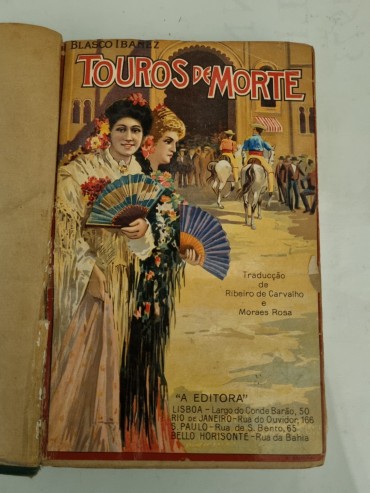 BLASCO IBAÑEZ
TOUROS DE MORTE
Traducção
de
Ribeiro de Carvalho
e
Moraes Rosa
"A EDITORA"
LISBOA – Largo do Conde Barão, 50
RIO DE JANEIRO – Rua do Ouvidor, 166
S. PAULO – Rua de S. Bento, 65
BELLO HORISONTE – Rua da Bahia